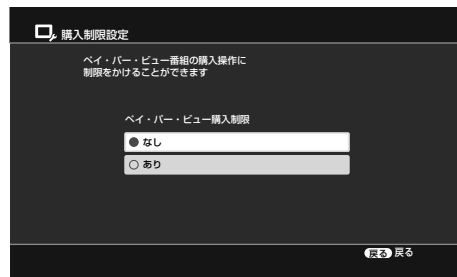 購入制限設定
ペイ・パー・ビュー番組の購入操作に
制限をかけることができます
ペイ・パー・ビュー購入制限
なし
あり
戻る 戻る